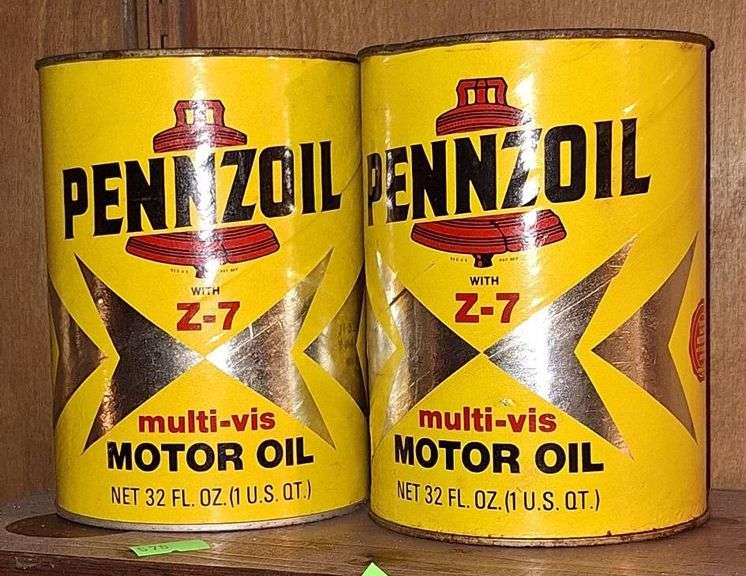 PENNZOIL
WITH
Z-7
multi-vis
MOTOR OIL
NET 32 FL. OZ. (1 U.S. QT.)
PENNZOIL
WITH
Z-7
multi-vis
MOTOR OIL
NET 32 FL. OZ. (1 U.S. QT.)